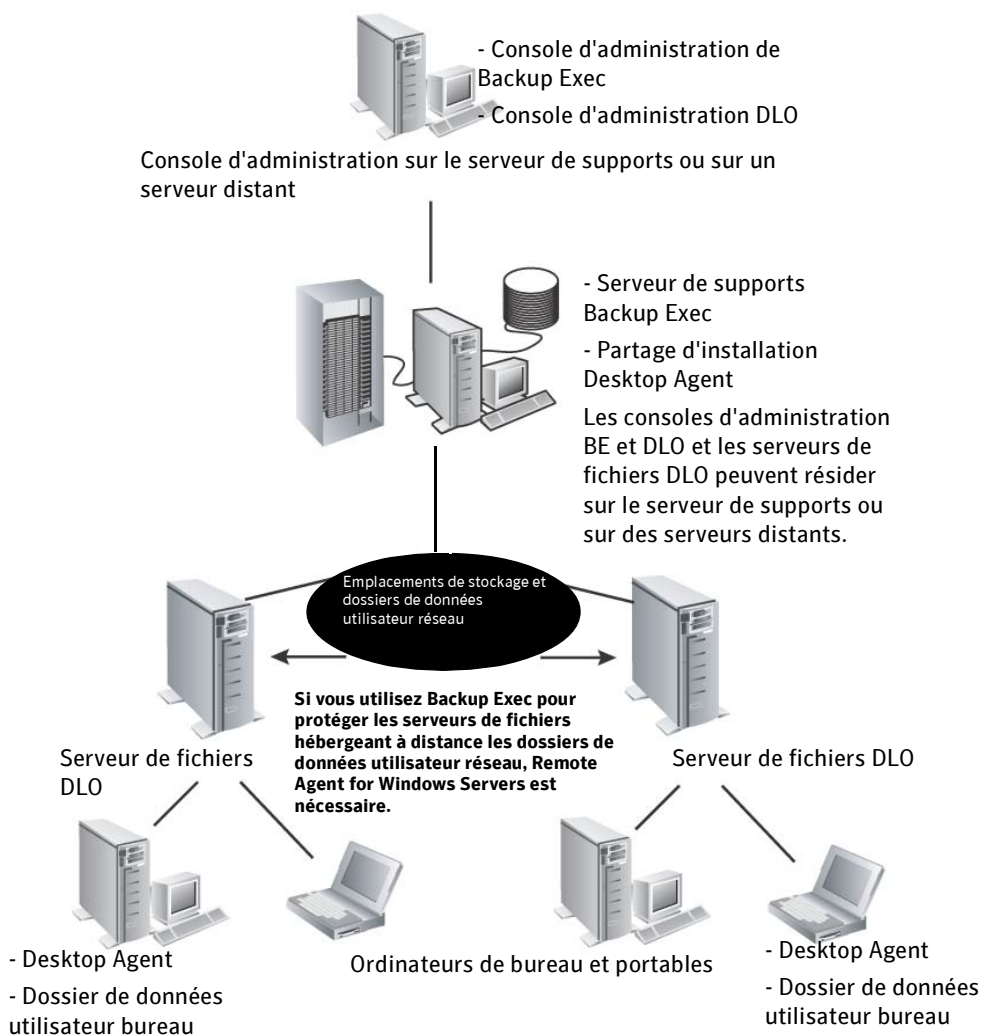 - Console d'administration de
Backup Exec
- Console d'administration DLO
Console d'administration sur le serveur de supports ou sur un
serveur distant
- Serveur de supports
Backup Exec
- Partage d'installation
Desktop Agent
Les consoles d'administration
BE et DLO et les serveurs de
fichiers DLO peuvent résider
sur le serveur de supports ou
sur des serveurs distants.
Emplacements de stockage et
dossiers de données
utilisateur réseau
Si vous utilisez Backup Exec pour
protéger les serveurs de fichiers
hébergeant à distance les dossiers de
données utilisateur réseau, Remote
Agent for Windows Servers est
nécessaire.
Serveur de fichiers
DLO
Serveur de fichiers DLO
- Desktop Agent
- Dossier de données
utilisateur bureau
Ordinateurs de bureau et portables
- Desktop Agent
- Dossier de données
utilisateur bureau